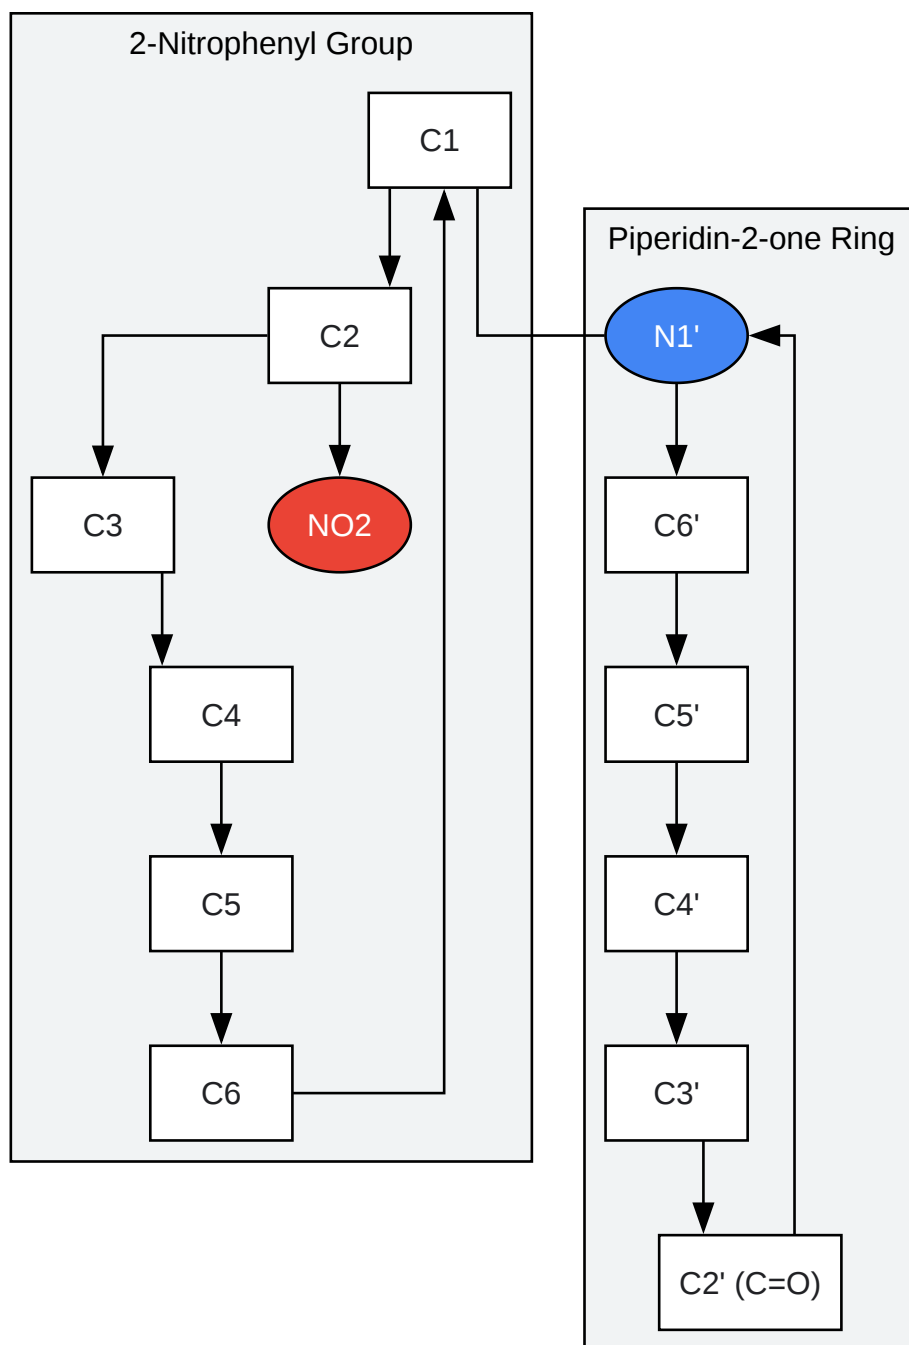 2-Nitrophenyl Group
C1
Piperidin-2-one Ring
C2
N1'
C3
NO2
C6'
C4
C5'
C5
C4'
C6
C3'
C2' (C=O)